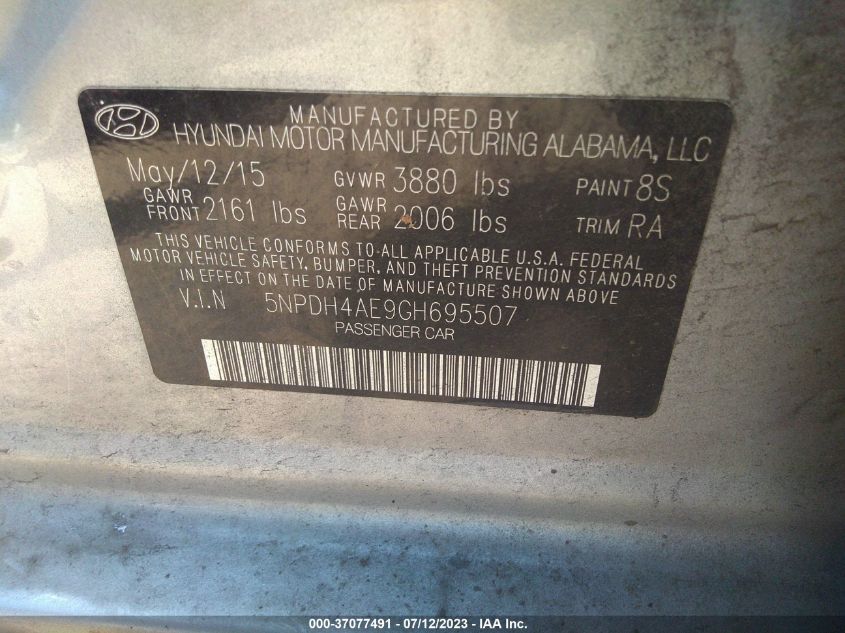 MANUFACTURED BY
HYUNDAI MOTOR MANUFACTURING ALABAMA, LLC
May/12/15 GVWR 3880 lbs PAINT 8S
GAWR FRONT 2161 lbs GAWR REAR 2006 lbs TRIM RA
THIS VEHICLE CONFORMS TO ALL APPLICABLE U.S.A. FEDERAL
MOTOR VEHICLE SAFETY, BUMPER, AND THEFT PREVENTION STANDARDS
IN EFFECT ON THE DATE OF MANUFACTURE SHOWN ABOVE.
V.I.N 5NPDH4AE9GH695507
PASSENGER CAR
000-37077491 - 07/12/2023 - IAA Inc.